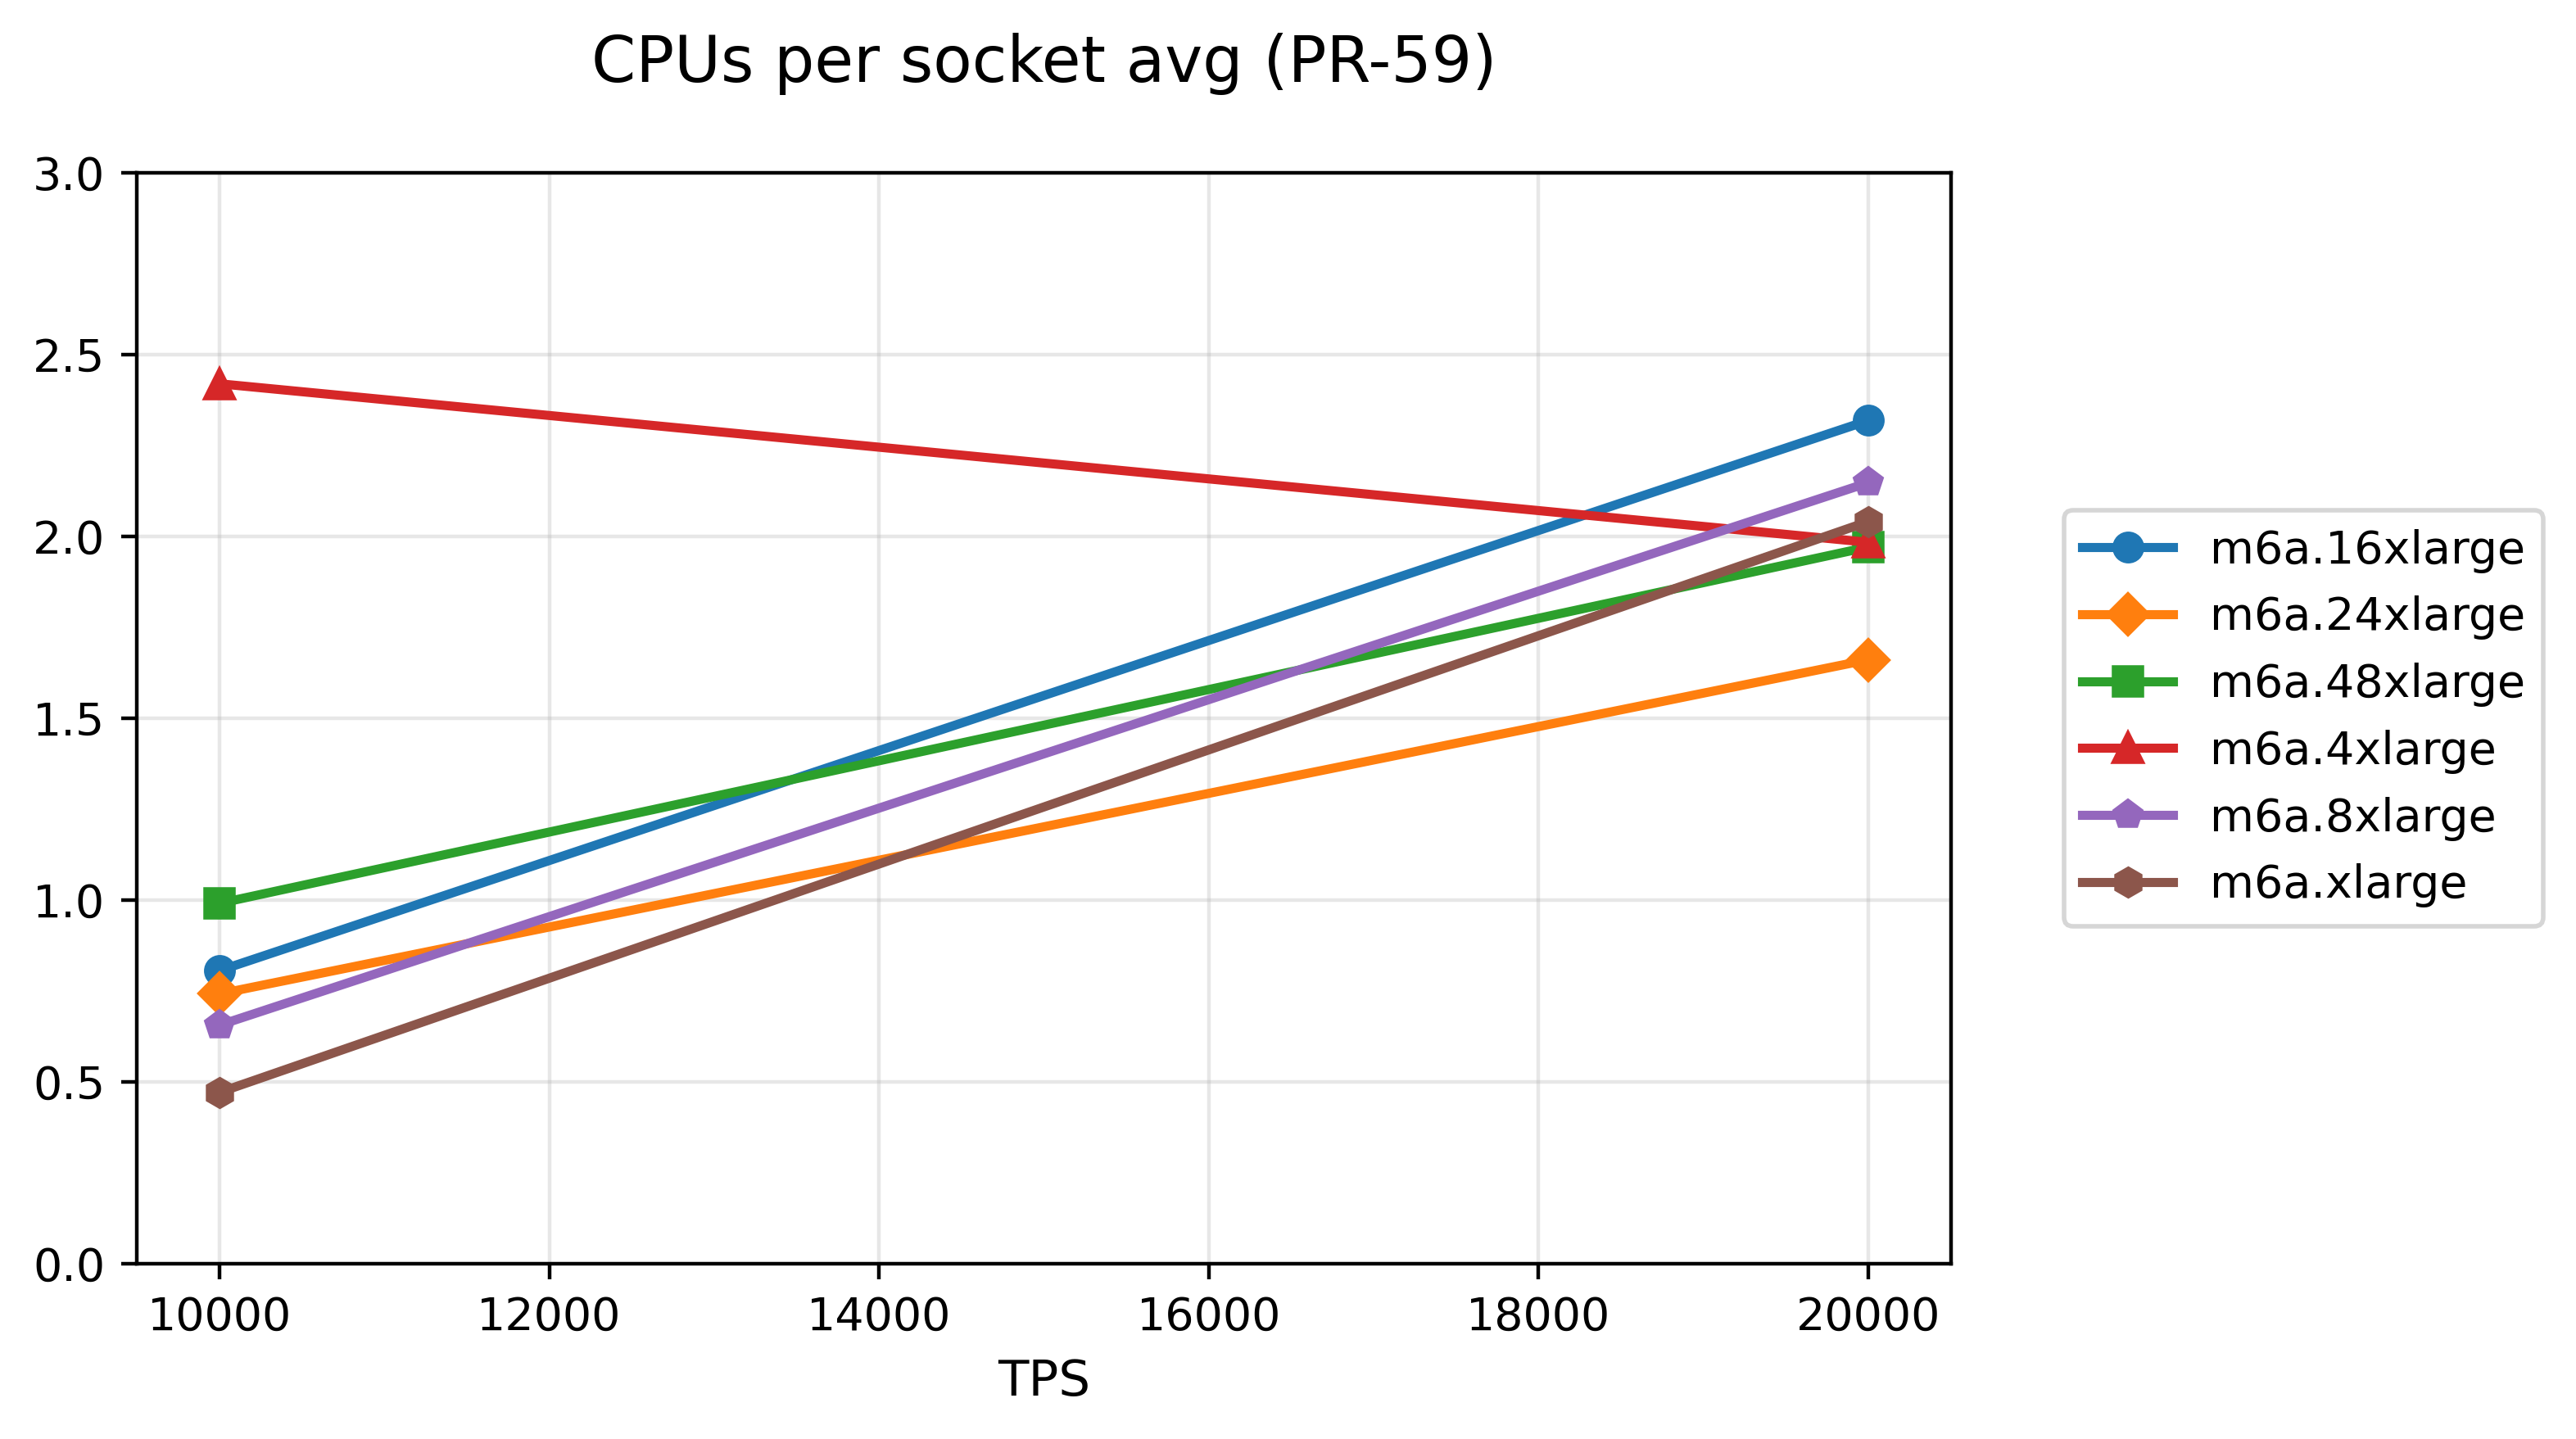 CPUs per socket avg (PR-59)
3.0
2.5
2.0
1.5
1.0
0.5
0.0
10000 12000 14000 16000 18000 20000
TPS
m6a.16xlarge
m6a.24xlarge
m6a.48xlarge
m6a.4xlarge
m6a.8xlarge
m6a.xlarge